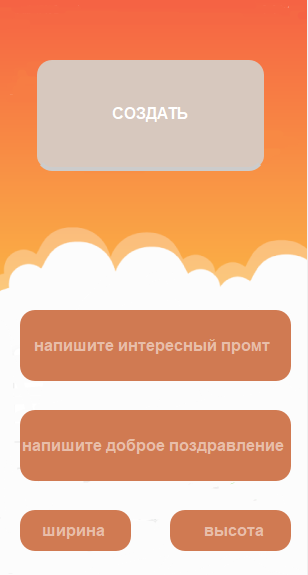 СОЗДАТЬ
напишите интересный промт
напишите доброе поздравление
ширина
высота